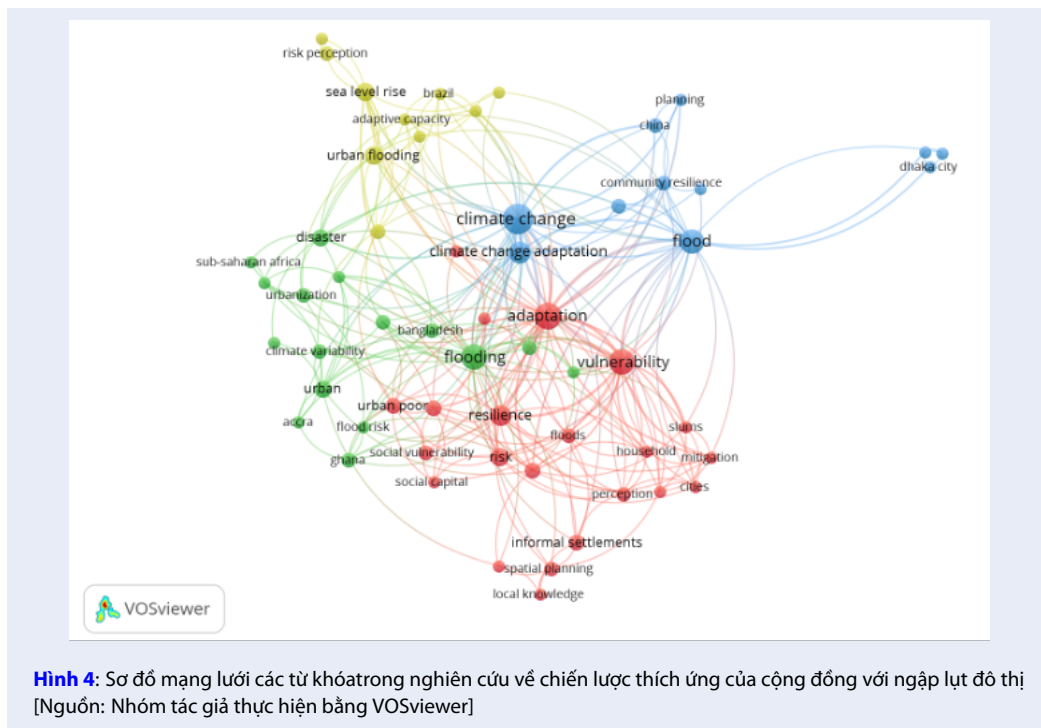 risk perception
sea level rise
brazil
planning
adaptive capacity
china
urban flooding
dhaka city
community resilience
climate change
disaster
flood
climate change adaptation
sub-saharan africa
urbanization
adaptation
bangladesh
climate variability
flooding
vulnerability
urban
urban poor
resilience
accra
flood risk
slums
floods
social vulnerability
household
ghana
risk
mitigation
social capital
cities
perception
informal settlements
spatial planning
local knowledge
VOSviewer
Hình 4: Sơ đồ mạng lưới các từ khóatrong nghiên cứu về chiến lược thích ứng của cộng đồng với ngập lụt đô thị
[Nguồn: Nhóm tác giả thực hiện bằng VOSviewer]